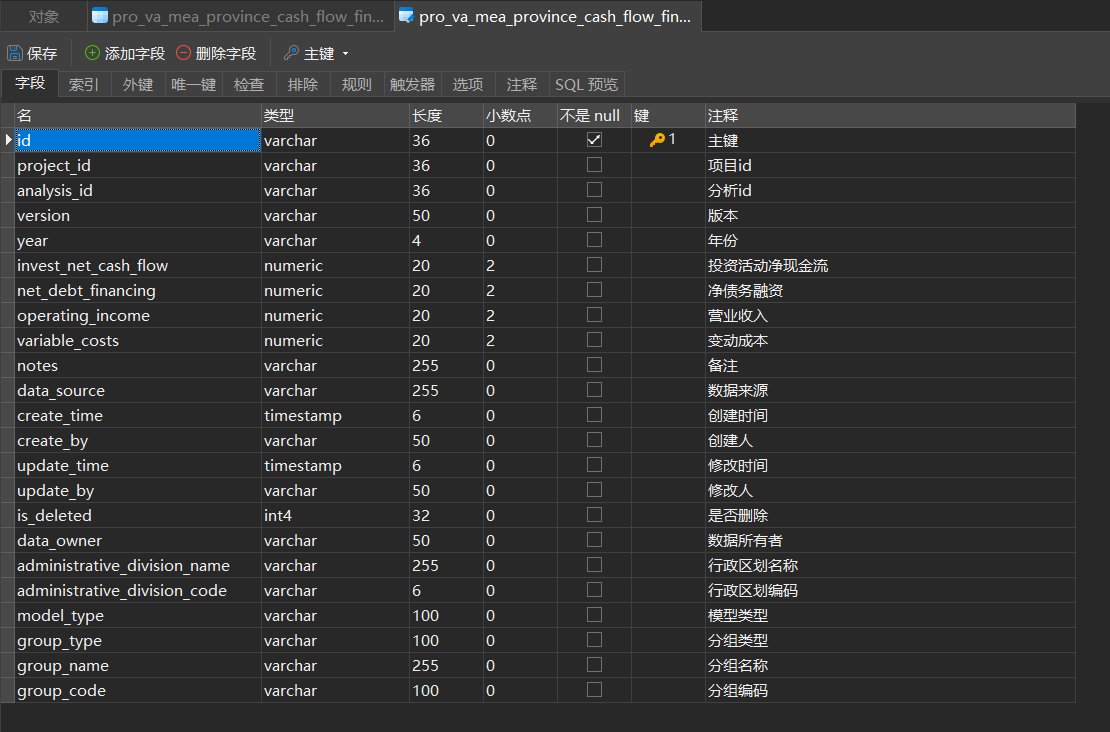 对象 pro_va_mea_province_cash_flow_fin... pro_va_mea_province_cash_flow_fin...
保存 添加字段 删除字段 主键
字段 索引 外键 唯一键 检查 排除 规则 触发器 选项 注释 SQL 预览
名 类型 长度 小数点 不是 null 键 注释
id varchar 36 0 1 主键
project_id varchar 36 0 项目id
analysis_id varchar 36 0 分析id
version varchar 50 0 版本
year varchar 4 0 年份
invest_net_cash_flow numeric 20 2 投资活动净现金流
net_debt_financing numeric 20 2 净债务融资
operating_income numeric 20 2 营业收入
variable_costs numeric 20 2 变动成本
notes varchar 255 0 备注
data_source varchar 255 0 数据来源
create_time timestamp 6 0 创建时间
create_by varchar 50 0 创建人
update_time timestamp 6 0 修改时间
update_by varchar 50 0 修改人
is_deleted int4 32 0 是否删除
data_owner varchar 50 0 数据所有者
administrative_division_name varchar 255 0 行政区划名称
administrative_division_code varchar 6 0 行政区划编码
model_type varchar 100 0 模型类型
group_type varchar 100 0 分组类型
group_name varchar 255 0 分组名称
group_code varchar 100 0 分组编码